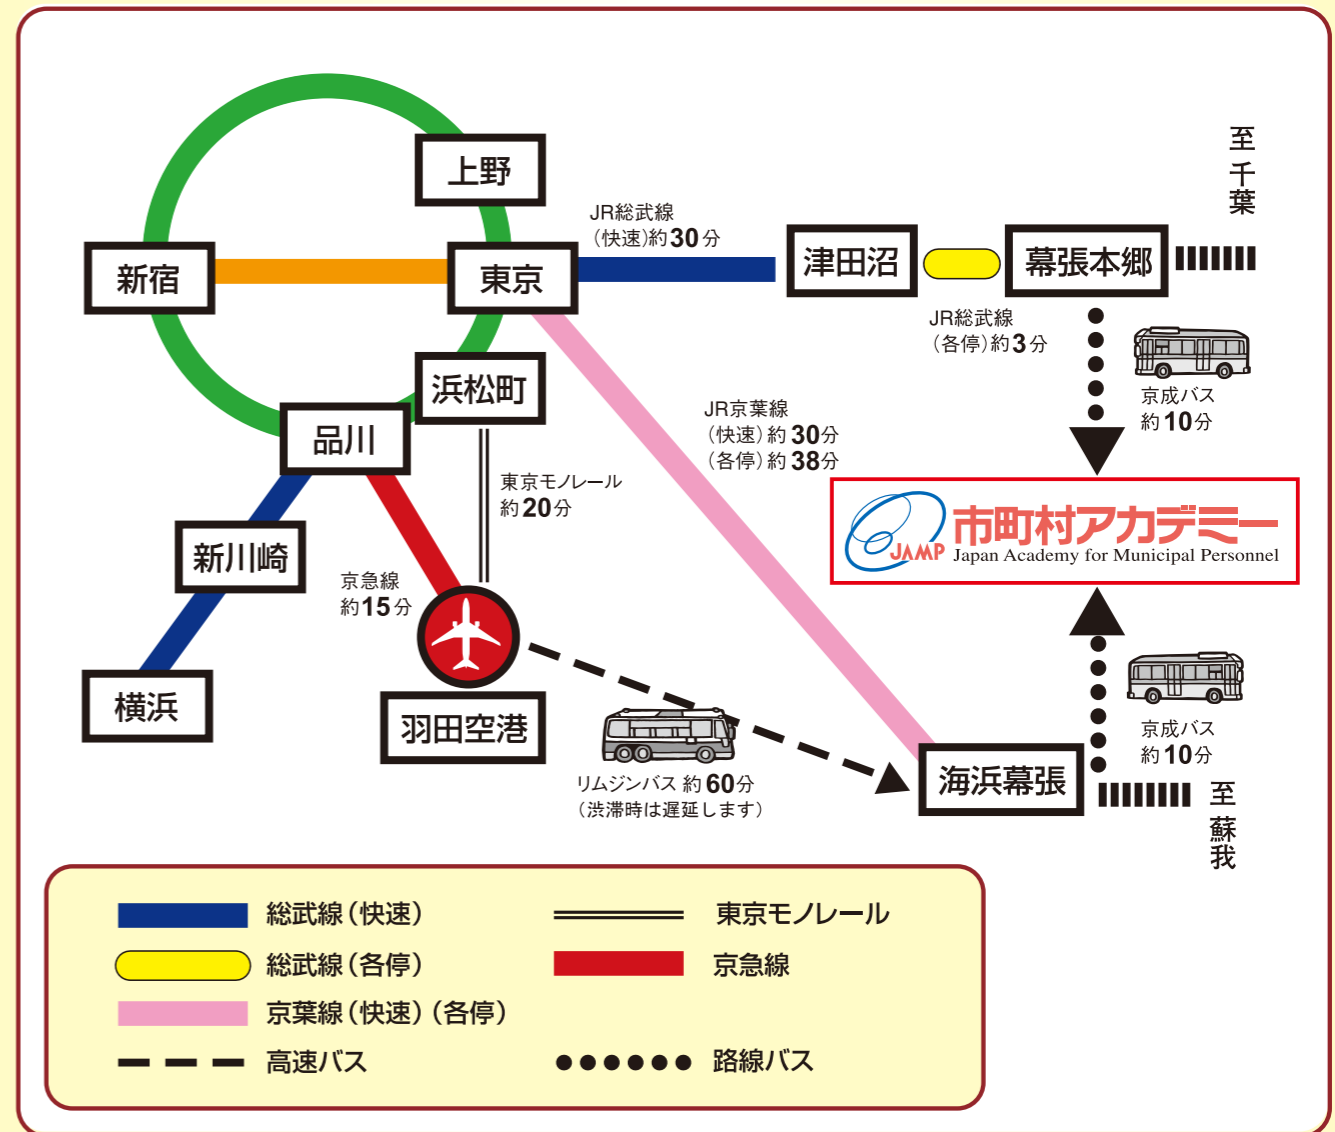 上野
至千葉
JR総武線
（快速）約30分
新宿
東京
津田沼
幕張本郷
JR総武線
（各停）約3分
浜松町
京成バス
約10分
品川
JR京葉線
（快速）約30分
（各停）約38分
東京モノレール
約20分
JAMP
市町村アカデミー
Japan Academy for Municipal Personnel
新川崎
京急線
約15分
横浜
羽田空港
京成バス
約10分
リムジンバス 約60分
（渋滞時は遅延します）
海浜幕張
至蘇我
総武線（快速）
東京モノレール
総武線（各停）
京急線
京葉線（快速）（各停）
高速バス
路線バス